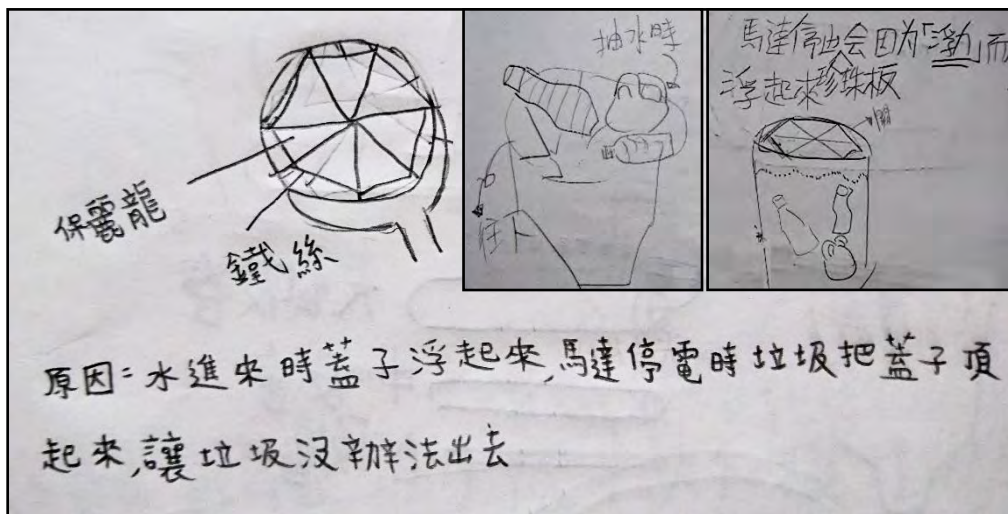 保麗龍
鐵絲
抽水時
往下
馬達停也會因為「浮力」而
浮起來珍珠板
原因=水進來時蓋子浮起來,馬達停電時垃圾把蓋子頂
起來,讓垃圾沒辦法出去